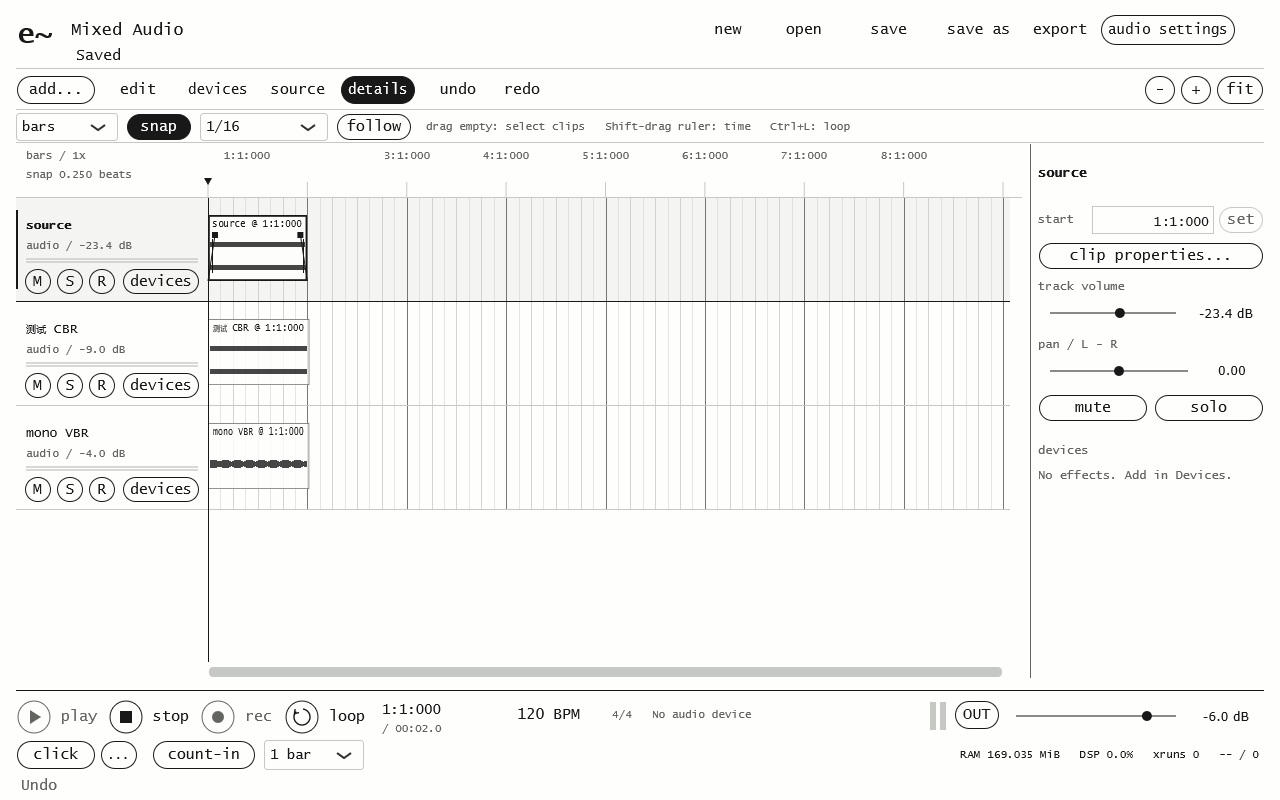 e~ Mixed Audio new open save save as export audio settings
Saved
add... edit devices source details undo redo - + fit
bars snap 1/16 follow drag empty: select clips Shift-drag ruler: time Ctrl+L: loop
bars / 1x 1:1:000 3:1:000 4:1:000 5:1:000 6:1:000 7:1:000 8:1:000
snap 0.250 beats
source
audio / -23.4 dB
M S R devices
source @ 1:1:000
测试 CBR
audio / -9.0 dB
M S R devices
测试 CBR @ 1:1:000
mono VBR
audio / -4.0 dB
M S R devices
mono VBR @ 1:1:000
source
start 1:1:000 set
clip properties...
track volume
-23.4 dB
pan / L - R
0.00
mute solo
devices
No effects. Add in Devices.
play stop rec loop 1:1:000 120 BPM 4/4 No audio device OUT -6.0 dB
/ 00:02.0
click ... count-in 1 bar RAM 169.035 MiB DSP 0.0% xruns 0 -- / 0
Undo